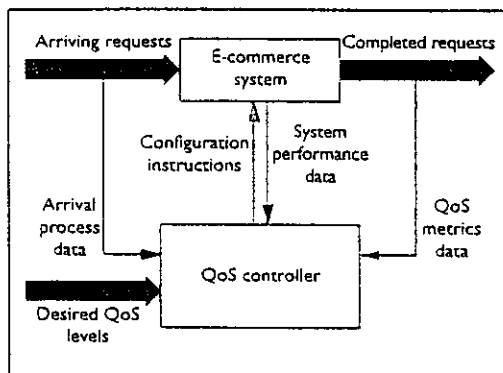 Arriving requests
E-commerce
system
Completed requests
Configuration
instructions
System
performance
data
Arrival
process
data
QoS
metrics
data
QoS controller
Desired QoS
levels